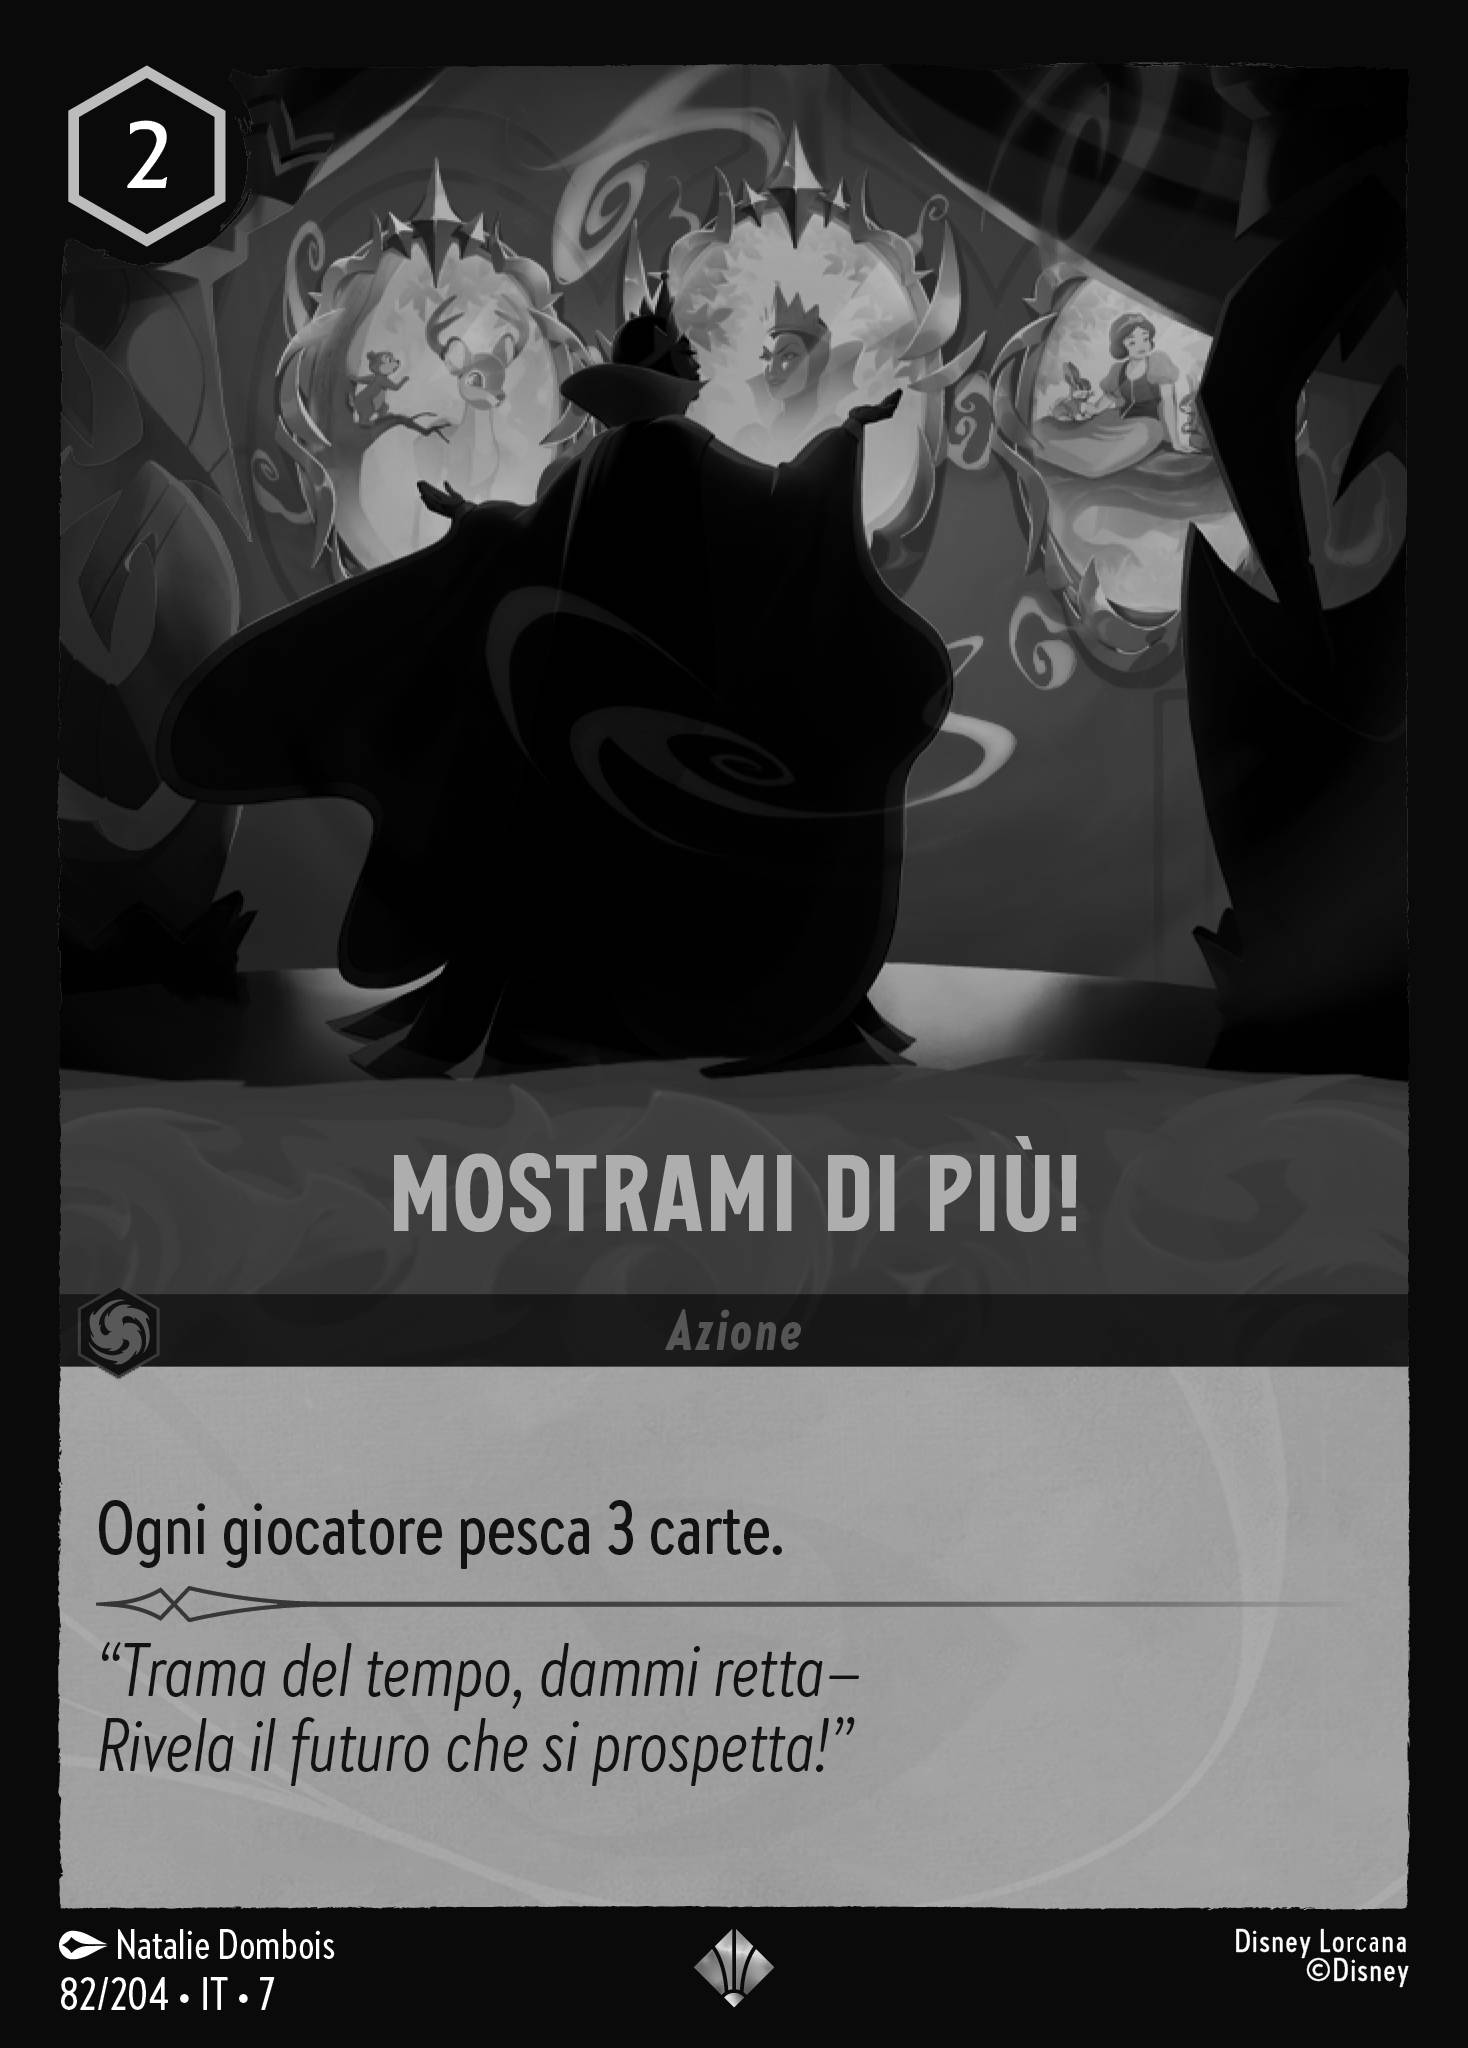 2
MOSTRAMI DI PIÙ!
Azione
Ogni giocatore pesca 3 carte.
“Trama del tempo, dammi retta—
Rivela il futuro che si prospetta!”
Natalie Dombois
82/204 • IT • 7
Disney Lorcana
©Disney